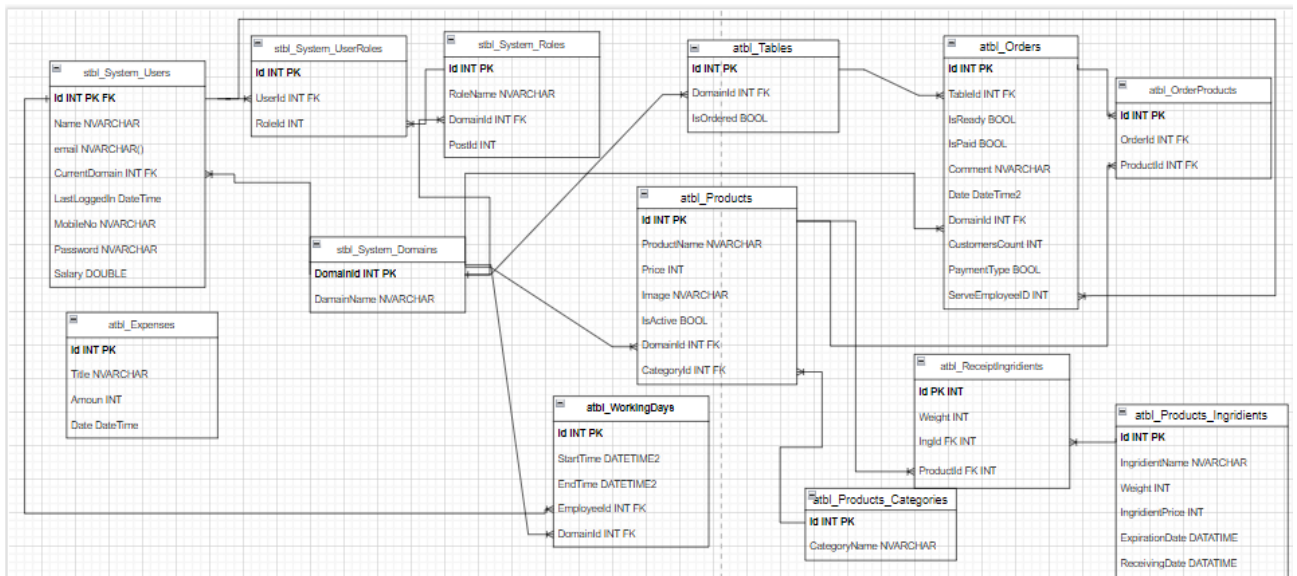 stbl_System_Users
Id INT PK FK
Name NVARCHAR
email NVARCHAR()
CurrentDomain INT FK
LastLoggedIn DateTime
MobileNo NVARCHAR
Password NVARCHAR
Salary DOUBLE
stbl_System_UserRoles
Id INT PK
UserId INT FK
RoleId INT
stbl_System_Roles
Id INT PK
RoleName NVARCHAR
DomainId INT FK
PostId INT
stbl_System_Domains
DomainId INT PK
DamainName NVARCHAR
atbl_Expenses
Id INT PK
Title NVARCHAR
Amoun INT
Date DateTime
atbl_Tables
Id INT PK
DomainId INT FK
IsOrdered BOOL
atbl_Orders
Id INT PK
TableId INT FK
IsReady BOOL
IsPaid BOOL
Comment NVARCHAR
Date DateTime2
DomainId INT FK
CustomersCount INT
PaymentType BOOL
ServeEmployeeID INT
atbl_OrderProducts
Id INT PK
OrderId INT FK
ProductId INT FK
atbl_Products
Id INT PK
ProductName NVARCHAR
Price INT
Image NVARCHAR
IsActive BOOL
DomainId INT FK
CategoryId INT FK
atbl_WorkingDays
Id INT PK
StartTime DATETIME2
EndTime DATETIME2
EmployeeId INT FK
DomainId INT FK
atbl_ReceiptIngridients
Id PK INT
Weight INT
IngId FK INT
ProductId FK INT
atbl_Products_Categories
Id INT PK
CategoryName NVARCHAR
atbl_Products_Ingridients
Id INT PK
IngridientName NVARCHAR
Weight INT
IngridientPrice INT
ExpirationDate DATATIME
ReceivingDate DATATIME